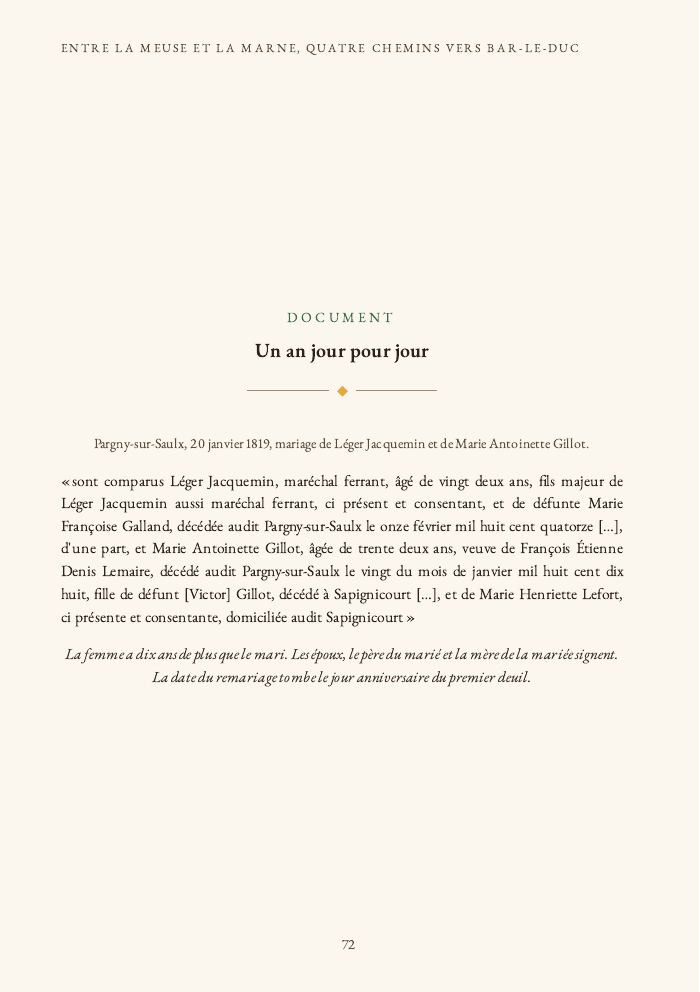 ENTRE LA MEUSE ET LA MARNE, QUATRE CHEMINS VERS BAR-LE-DUC
DOCUMENT
Un an jour pour jour
Pargny-sur-Saulx, 20 janvier 1819, mariage de Léger Jacquemin et de Marie Antoinette Gillot.
« sont comparus Léger Jacquemin, maréchal ferrant, âgé de vingt deux ans, fils majeur de
Léger Jacquemin aussi maréchal ferrant, ci présent et consentant, et de défunte Marie
Françoise Galland, décédée audit Pargny-sur-Saulx le onze février mil huit cent quatorze [...],
d'une part, et Marie Antoinette Gillot, âgée de trente deux ans, veuve de François Étienne
Denis Lemaire, décédé audit Pargny-sur-Saulx le vingt du mois de janvier mil huit cent dix
huit, fille de défunt [Victor] Gillot, décédé à Sapignicourt [...], et de Marie Henriette Lefort,
ci présente et consentante, domiciliée audit Sapignicourt »
La femme a dix ans de plus que le mari. Les époux, le père du marié et la mère de la mariée signent.
La date du remariage tombe le jour anniversaire du premier deuil.
72